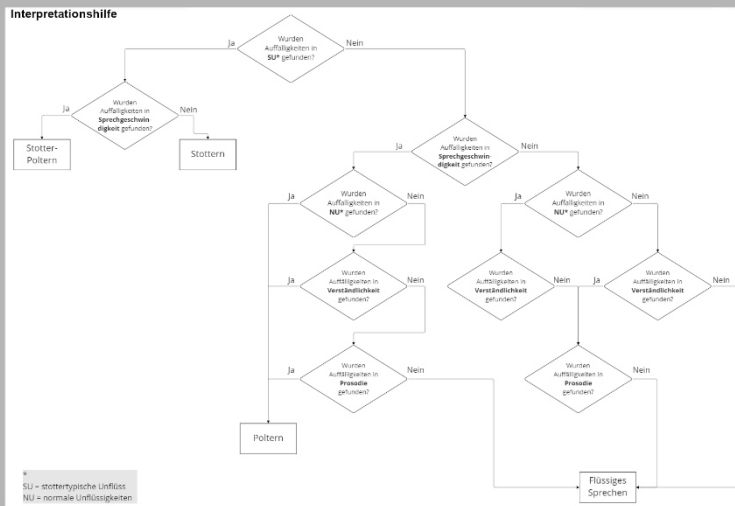 Interpretationshilfe
Wurden
Auffälligkeiten in
SU* gefunden?
Ja
Nein
Wurden
Auffälligkeiten in
Sprechgeschwin
digkeit gefunden?
Ja
Nein
Stotter-
Poltern
Stottern
Wurden
Auffälligkeiten in
Sprechgeschwin-
digkeit gefunden?
Ja
Nein
Wurden
Auffälligkeiten in
NU* gefunden?
Ja
Nein
Wurden
Auffälligkeiten in
NU* gefunden?
Ja
Nein
Wurden
Auffälligkeiten in
Verständlichkeit
gefunden?
Ja
Nein
Wurden
Auffälligkeiten in
Verständlichkeit
gefunden?
Nein
Wurden
Auffälligkeiten in
Verständlichkeit
gefunden?
Ja
Nein
Wurden
Auffälligkeiten in
Prosodie
gefunden?
Ja
Nein
Wurden
Auffälligkeiten in
Prosodie
gefunden?
Nein
Poltern
Flüssiges
Sprechen
*
SU = stottertypische Unflüss
NU = normale Unflüssigkeiten